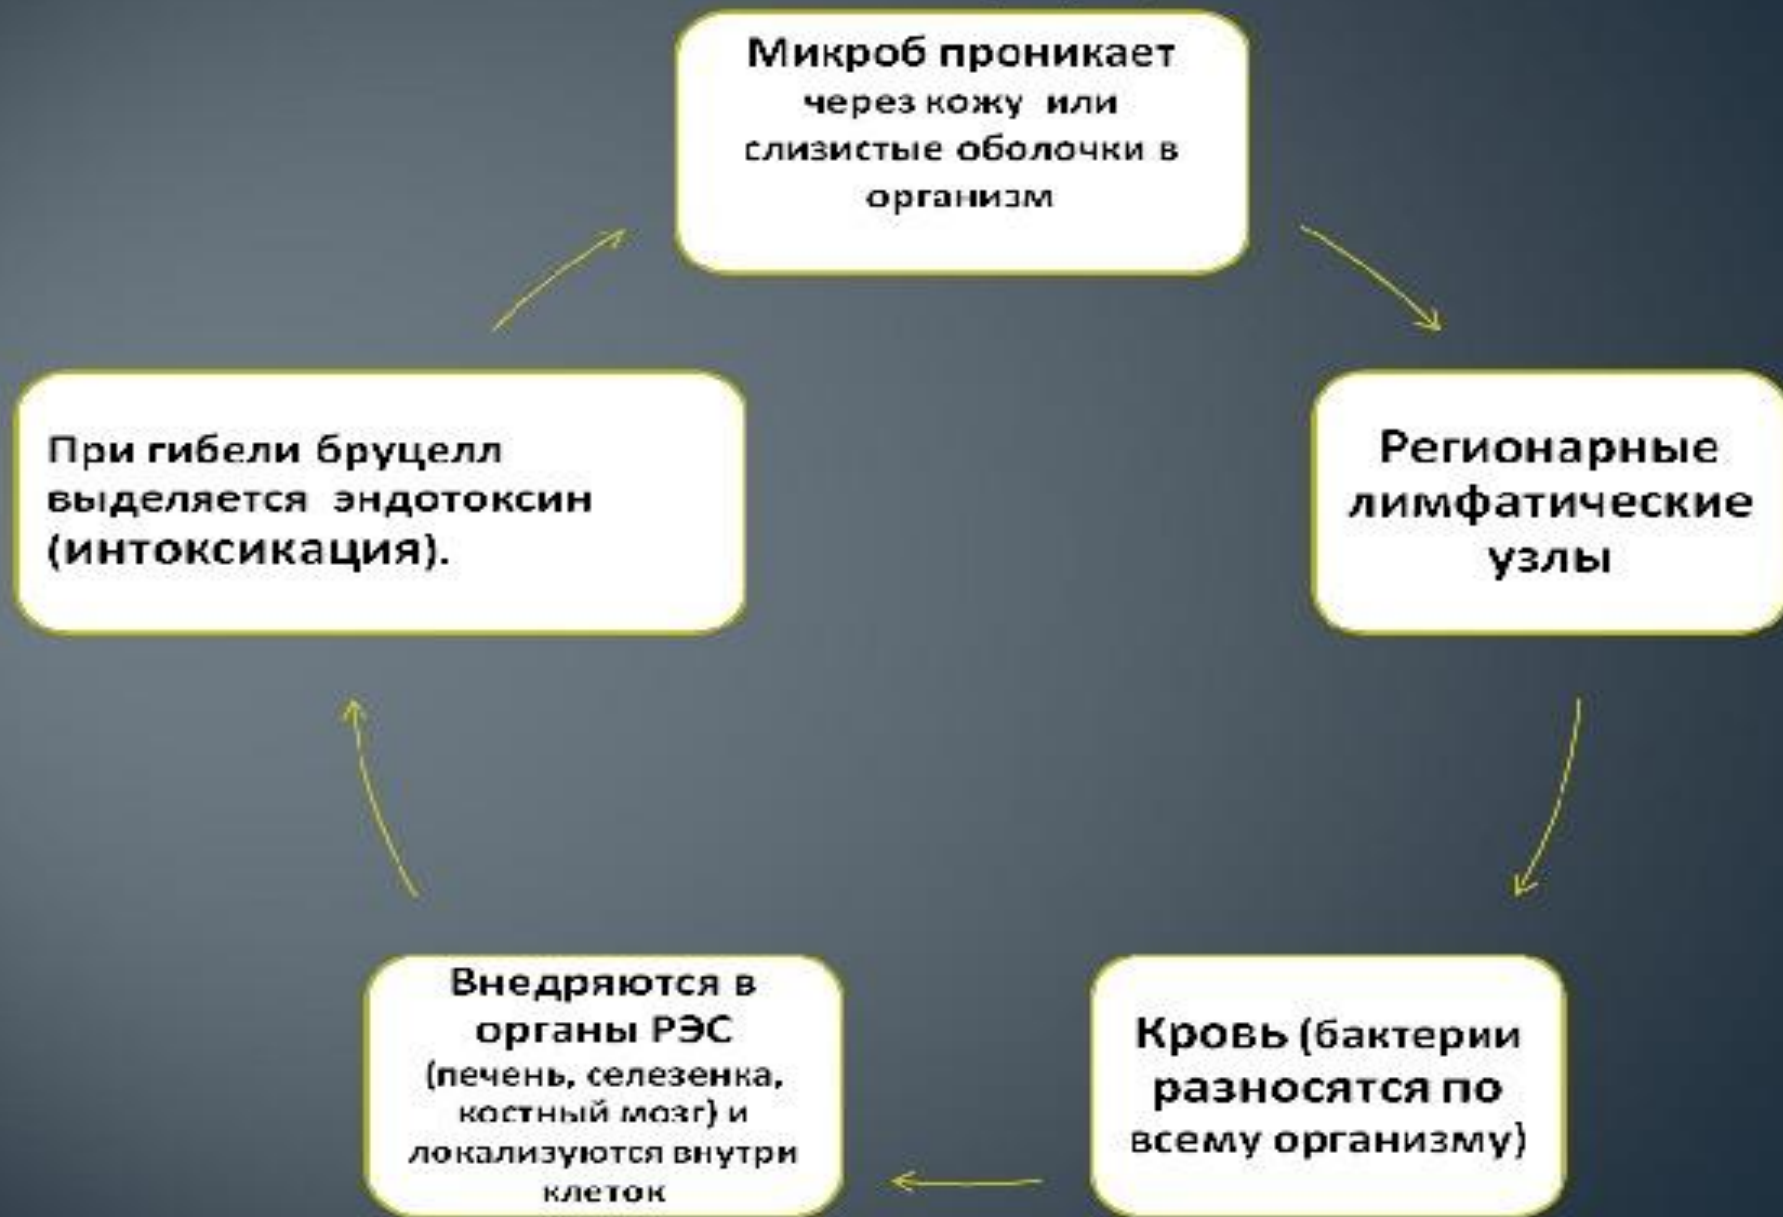 Микроб проникает
через кожу или
слизистые оболочки в
организм
Регионарные
лимфатические
узлы
Кровь (бактерии
разносятся по
всему организму)
Внедряются в
органы РЭС
(печень, селезенка,
костный мозг) и
локализуются внутри
клеток
При гибели бруцелл
выделяется эндотоксин
(интоксикация).